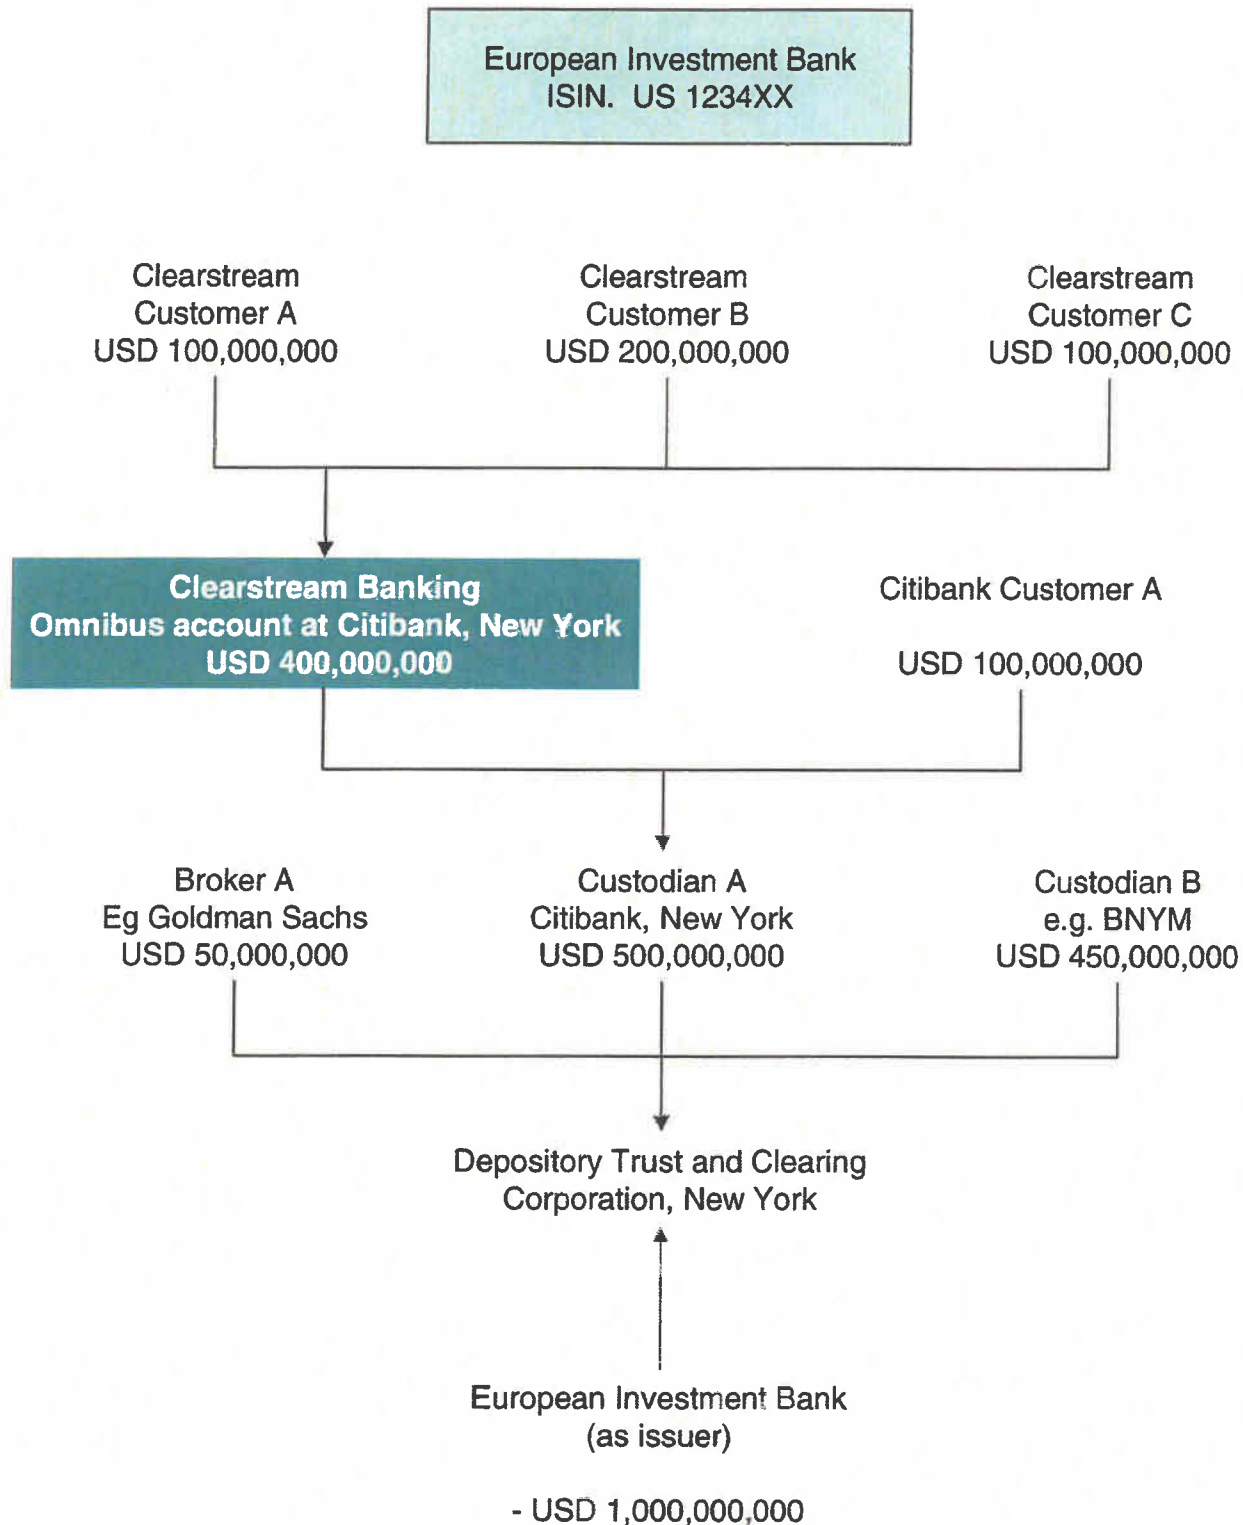 European Investment Bank
ISIN. US 1234XX
Clearstream
Customer A
USD 100,000,000
Clearstream
Customer B
USD 200,000,000
Clearstream
Customer C
USD 100,000,000
Clearstream Banking
Omnibus account at Citibank, New York
USD 400,000,000
Citibank Customer A
USD 100,000,000
Broker A
Eg Goldman Sachs
USD 50,000,000
Custodian A
Citibank, New York
USD 500,000,000
Custodian B
e.g. BNYM
USD 450,000,000
Depository Trust and Clearing
Corporation, New York
European Investment Bank
(as issuer)
- USD 1,000,000,000